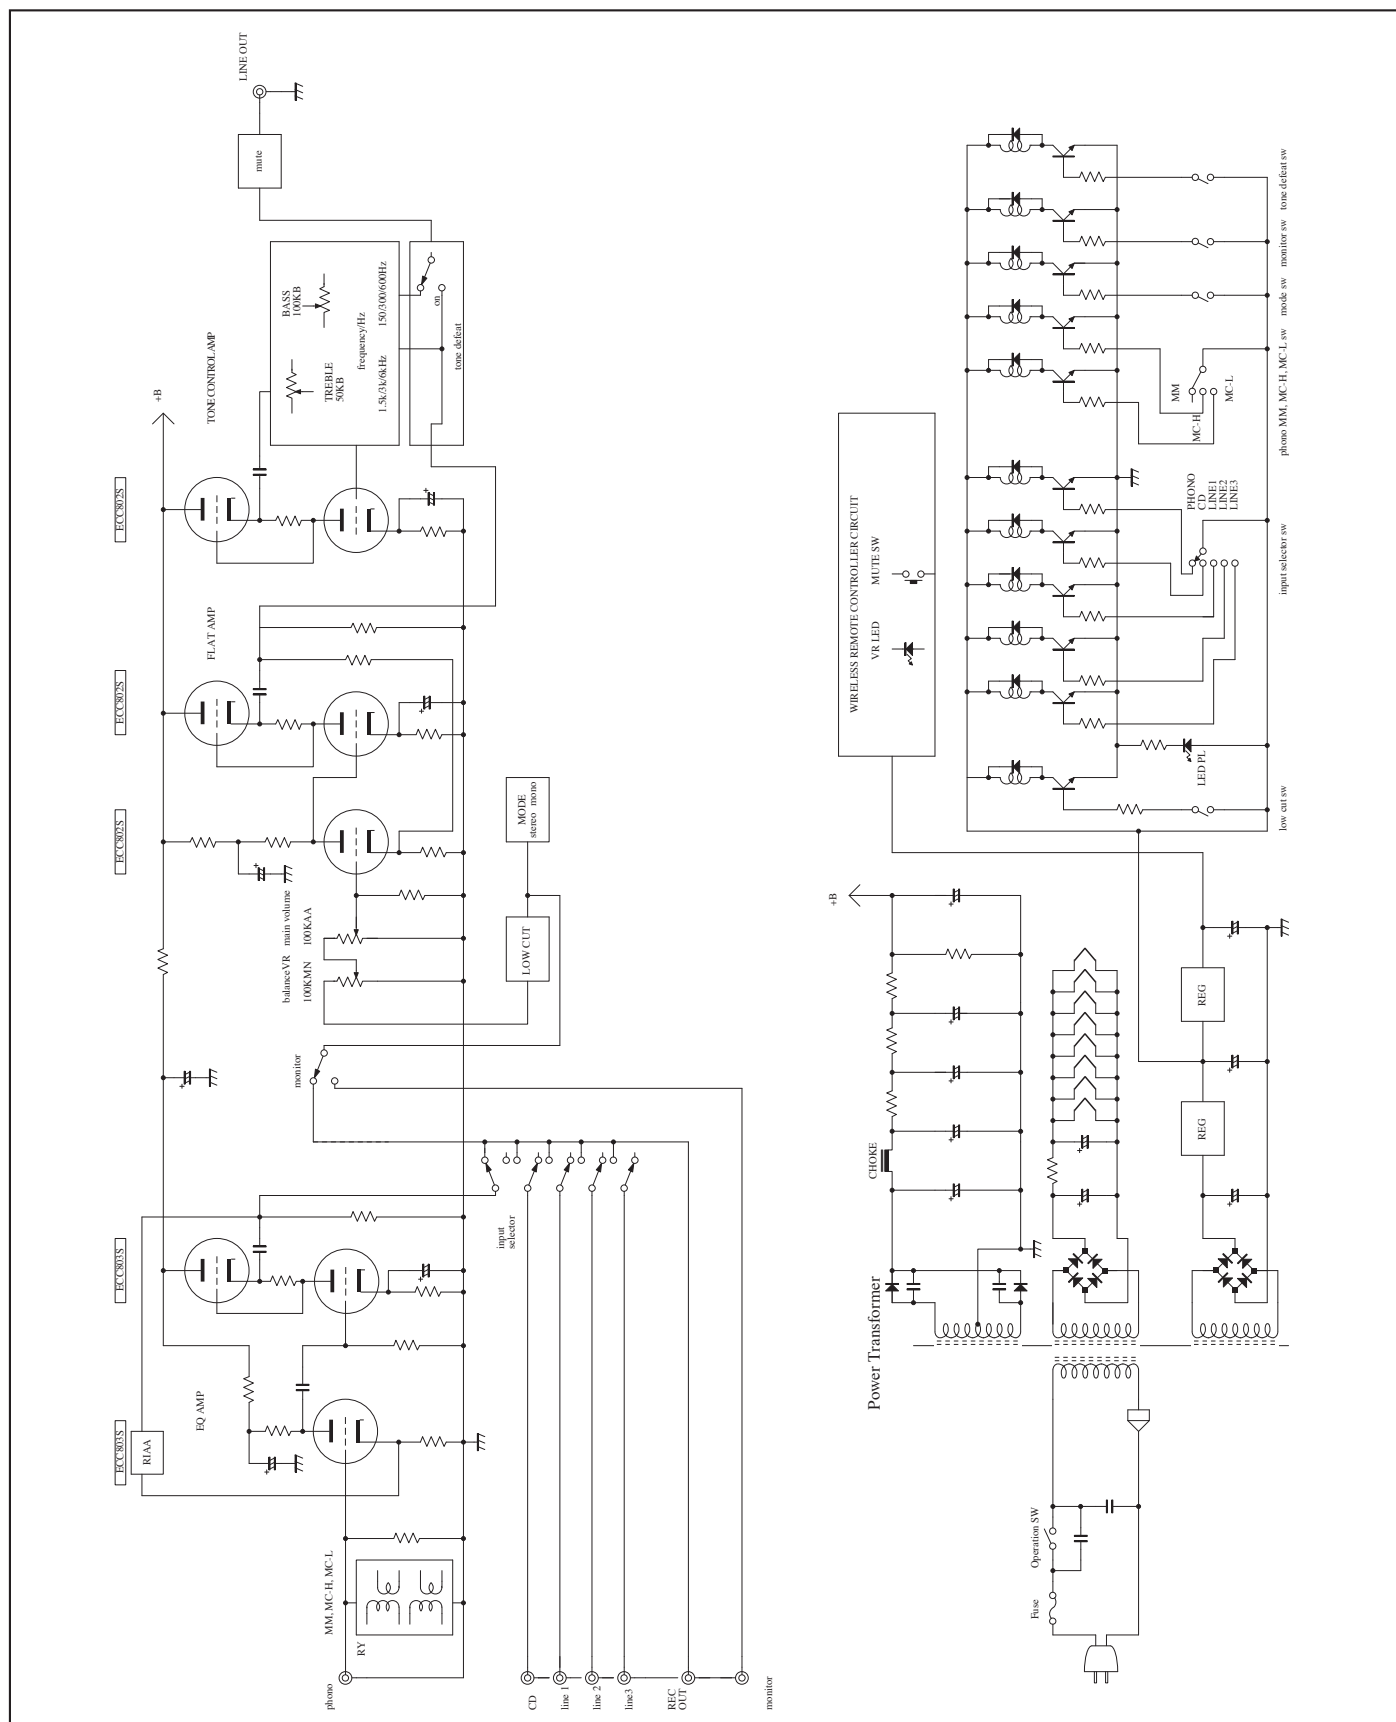 LINE OUT
mute
BASS
100KB
TREBLE
50KB
frequency/Hz
1.5k/3k/6kHz
150/300/600Hz
on
tone defeat
TONE CONTROL AMP
+B
ECC802S
FLAT AMP
ECC802S
ECC802S
main volume
100KAA
balance VR
100KMN
MODE
stereo mono
LOW CUT
monitor
input
selector
ECC803S
EQ AMP
ECC803S
RIAA
MM, MC-H, MC-L
RY
phono
CD
line 1
line 2
line3
REC
OUT
monitor
tone defeat sw
monitor sw
mode sw
phono MM, MC-H, MC-L sw
MM
MC-H
MC-L
PHONO
CD
LINE1
LINE2
LINE3
input selector sw
LED PL
low cut sw
WIRELESS REMOTE CONTROLLER CIRCUIT
VR LED
MUTE SW
+B
CHOKE
REG
REG
Power Transformer
Operation SW
Fuse